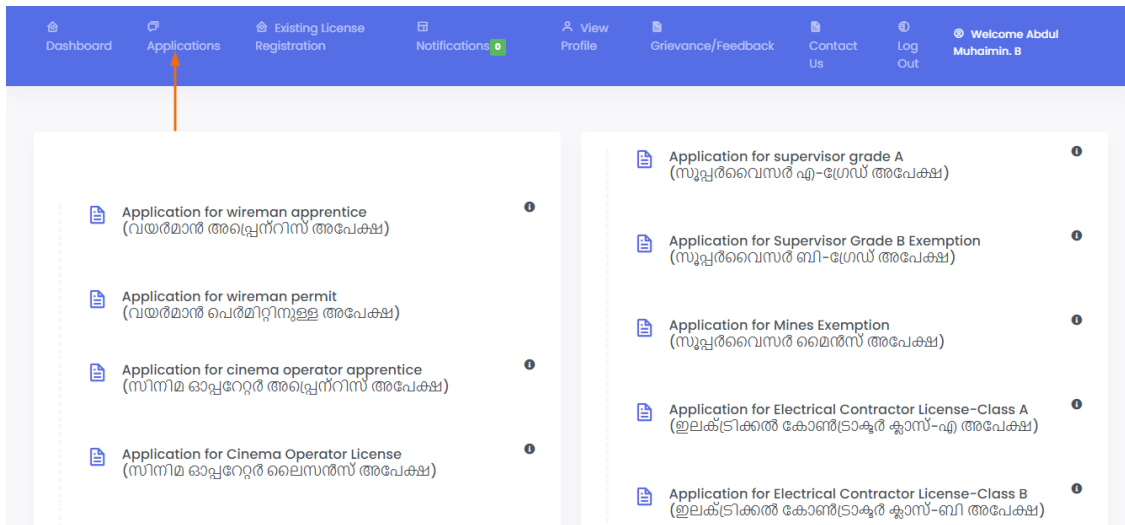 Dashboard
Applications
Existing License
Registration
Notifications 0
View
Profile
Grievance/Feedback
Contact
Us
Log
Out
Welcome Abdul
Muhaimin. B
Application for wireman apprentice
(വയർമാൻ അപ്രെന്റിസ് അപേക്ഷ)
Application for wireman permit
(വയർമാൻ പെർമിറ്റിനുള്ള അപേക്ഷ)
Application for cinema operator apprentice
(സിനിമ ഓപ്പറേറ്റർ അപ്രെന്റിസ് അപേക്ഷ)
Application for Cinema Operator License
(സിനിമ ഓപ്പറേറ്റർ ലൈസൻസ് അപേക്ഷ)
Application for supervisor grade A
(സൂപ്പർവൈസർ എ-ഗ്രേഡ് അപേക്ഷ)
Application for Supervisor Grade B Exemption
(സൂപ്പർവൈസർ ബി-ഗ്രേഡ് അപേക്ഷ)
Application for Mines Exemption
(സൂപ്പർവൈസർ മൈൻസ് അപേക്ഷ)
Application for Electrical Contractor License-Class A
(ഇലക്ട്രിക്കൽ കോൺട്രാക്ടർ ക്ലാസ്-എ അപേക്ഷ)
Application for Electrical Contractor License-Class B
(ഇലക്ട്രിക്കൽ കോൺട്രാക്ടർ ക്ലാസ്-ബി അപേക്ഷ)